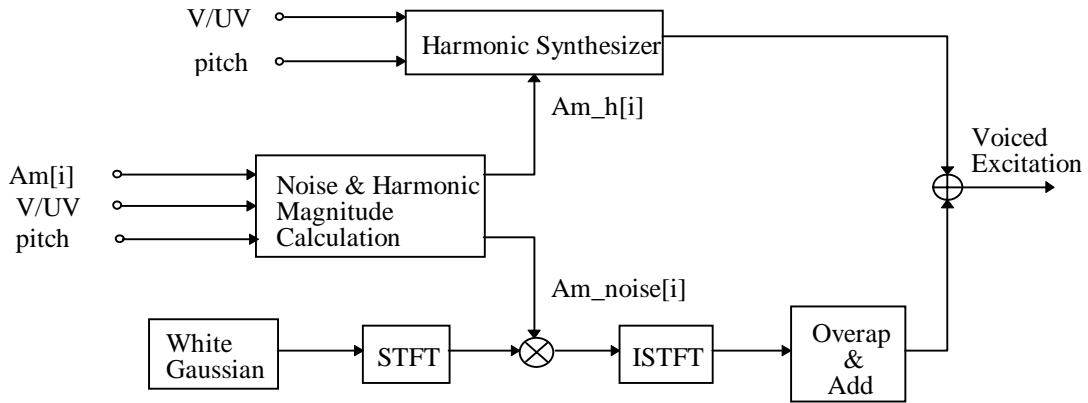 V/UV
pitch
Harmonic Synthesizer
Am_h[i]
Voiced
Excitation
Am[i]
V/UV
pitch
Noise & Harmonic
Magnitude
Calculation
Am_noise[i]
White
Gaussian
STFT
ISTFT
Overap
&
Add